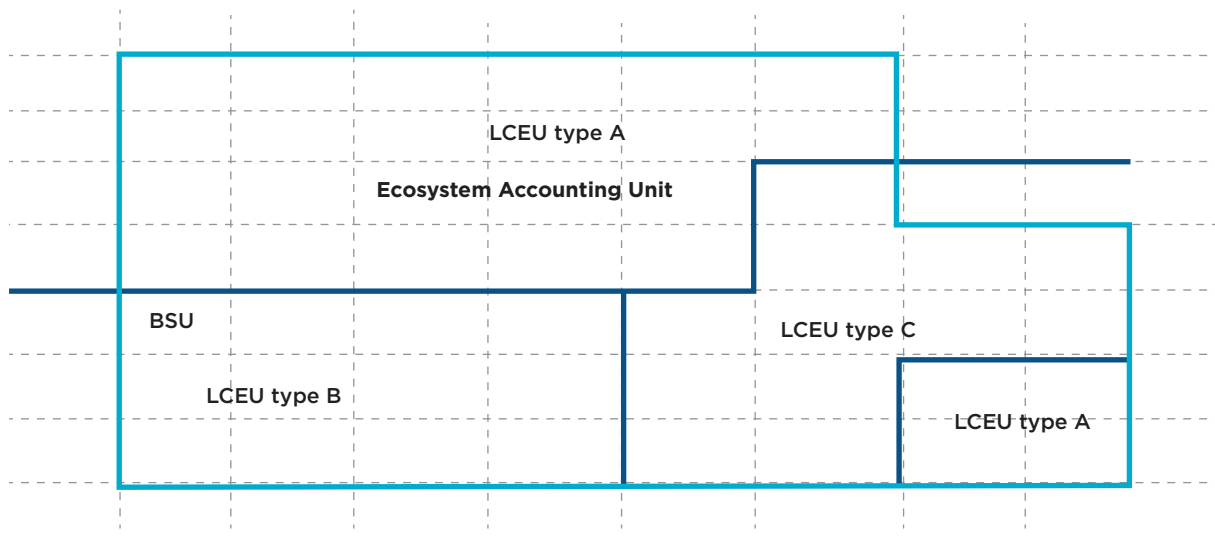 LCEU type A
Ecosystem Accounting Unit
BSU
LCEU type C
LCEU type B
LCEU type A